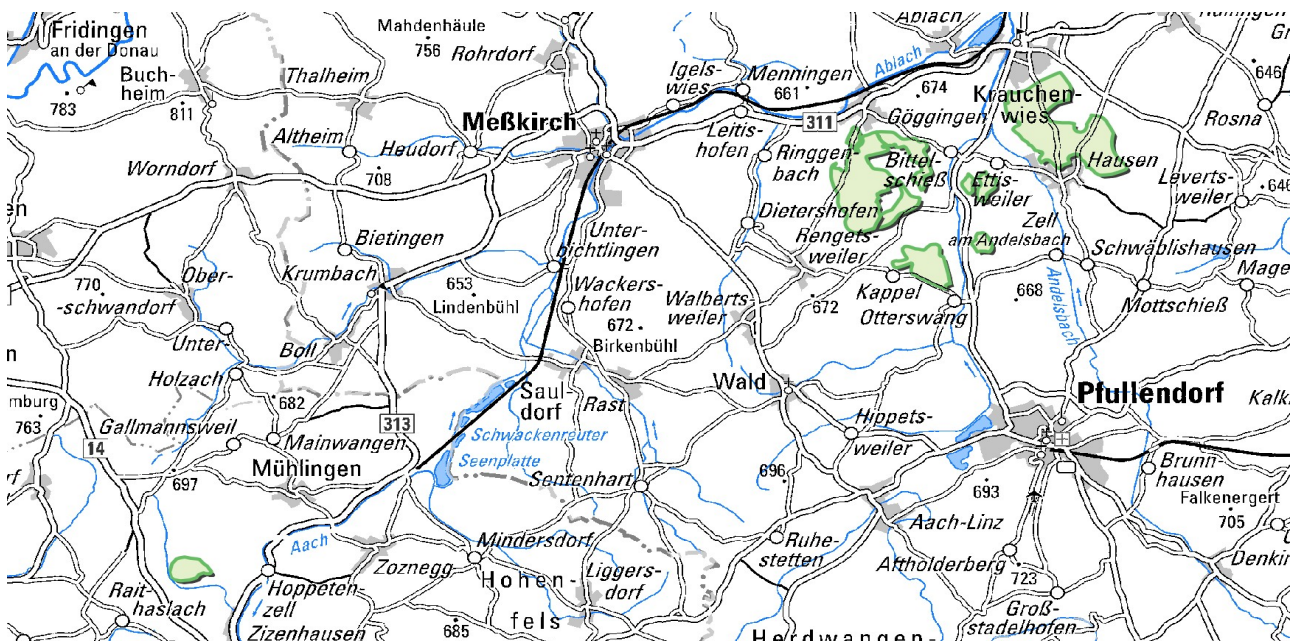 Fridingen
an der Donau
Buch-
heim
783
811
Mahdenhäule
756
Rohrdorf
Thalheim
Altheim
Heudorf
708
Worndorf
Meßkirch
Igels-
wies
Menningen
661
Leitis-
hofen
311
Ablach
Ablach
674
Göggingen
Krauchen-
wies
646
Rosna
Ringgen-
bach
Bittel-
schieß
Ettis-
weiler
Hausen
Leverts-
weiler
646
Dietershofen
Rengets-
weiler
Zell
am Andelsbach
Schwäblishausen
Mage
Mottschieß
Andelsbach
668
Kappel
Otterswang
672
Walberts-
weiler
Unter-
bichtlingen
Wackers-
hofen
672
Birkenbühl
Bietingen
Krumbach
653
Lindenbühl
770
Ober-
-schwandorf
Unter-
Boll
Holzach
682
mburg
763
14
Gallmannsweil
Mainwangen
313
Mühlingen
697
Saul-
dorf
Rast
Schwackenreuter
Seenplatte
Sentenhart
Wald
Hippets-
weiler
696
Pfullendorf
Kalk
693
Brunn-
hausen
Falkenergert
705
Denkin
Aach-Linz
Ruhe-
stetten
Altholderberg
723
Groß-
stadelhofen
Aach
Mindersdorf
Zoznegg
Hoppeten-
zell
Zizenhausen
Rait-
haslach
Hohen-
fels
Liggers-
dorf
685
Herdwangen-